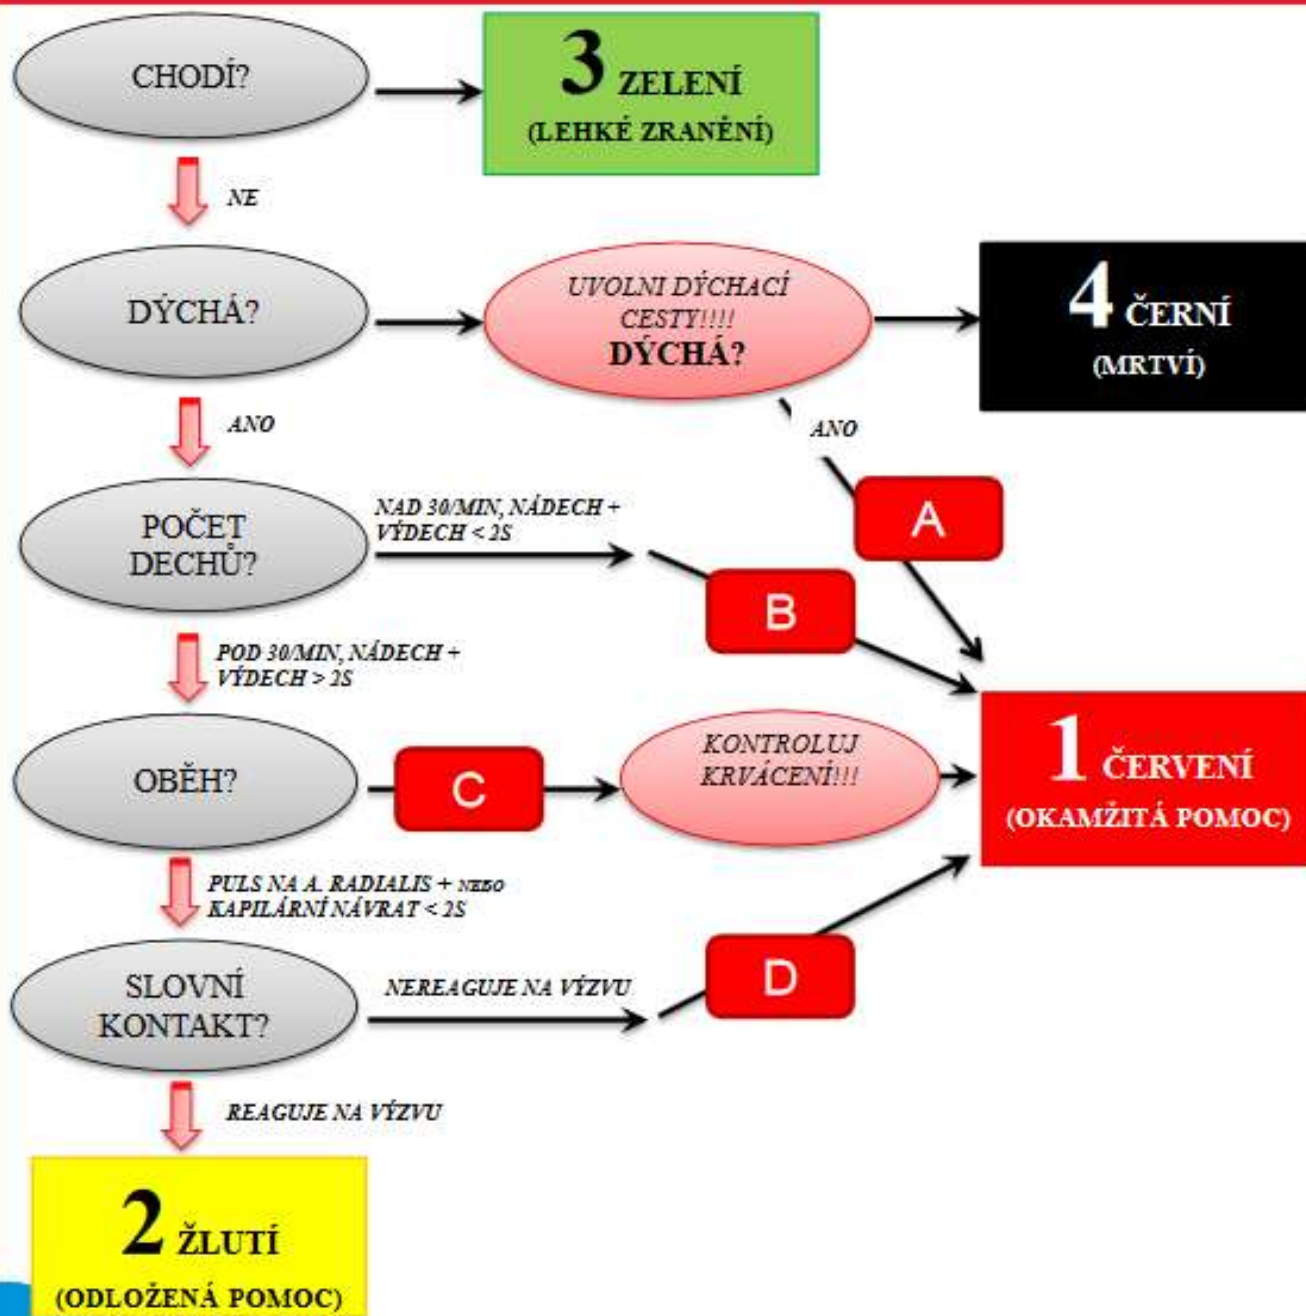 CHODÍ?
3 ZELENÍ
(LEHKÉ ZRANĚNÍ)
NE
DÝCHÁ?
UVOLNI DÝCHACÍ
CESTY!!!!
DÝCHÁ?
4 ČERNÍ
(MRTVÍ)
ANO
ANO
POČET
DECHŮ?
NAD 30/MIN, NÁDECH +
VÝDECH < 2S
A
B
POD 30/MIN, NÁDECH +
VÝDECH > 2S
OBĚH?
C
KONTROLUJ
KRVÁCENÍ!!!
1 ČERVENÍ
(OKAMŽITÁ POMOC)
PULS NA A. RADIALIS + NEBO
KAPILÁRNÍ NÁVRAT < 2S
SLOVNÍ
KONTAKT?
NEREAGUJE NA VÝZVU
D
REAGUJE NA VÝZVU
2 ŽLUTÍ
(ODLOŽENÁ POMOC)